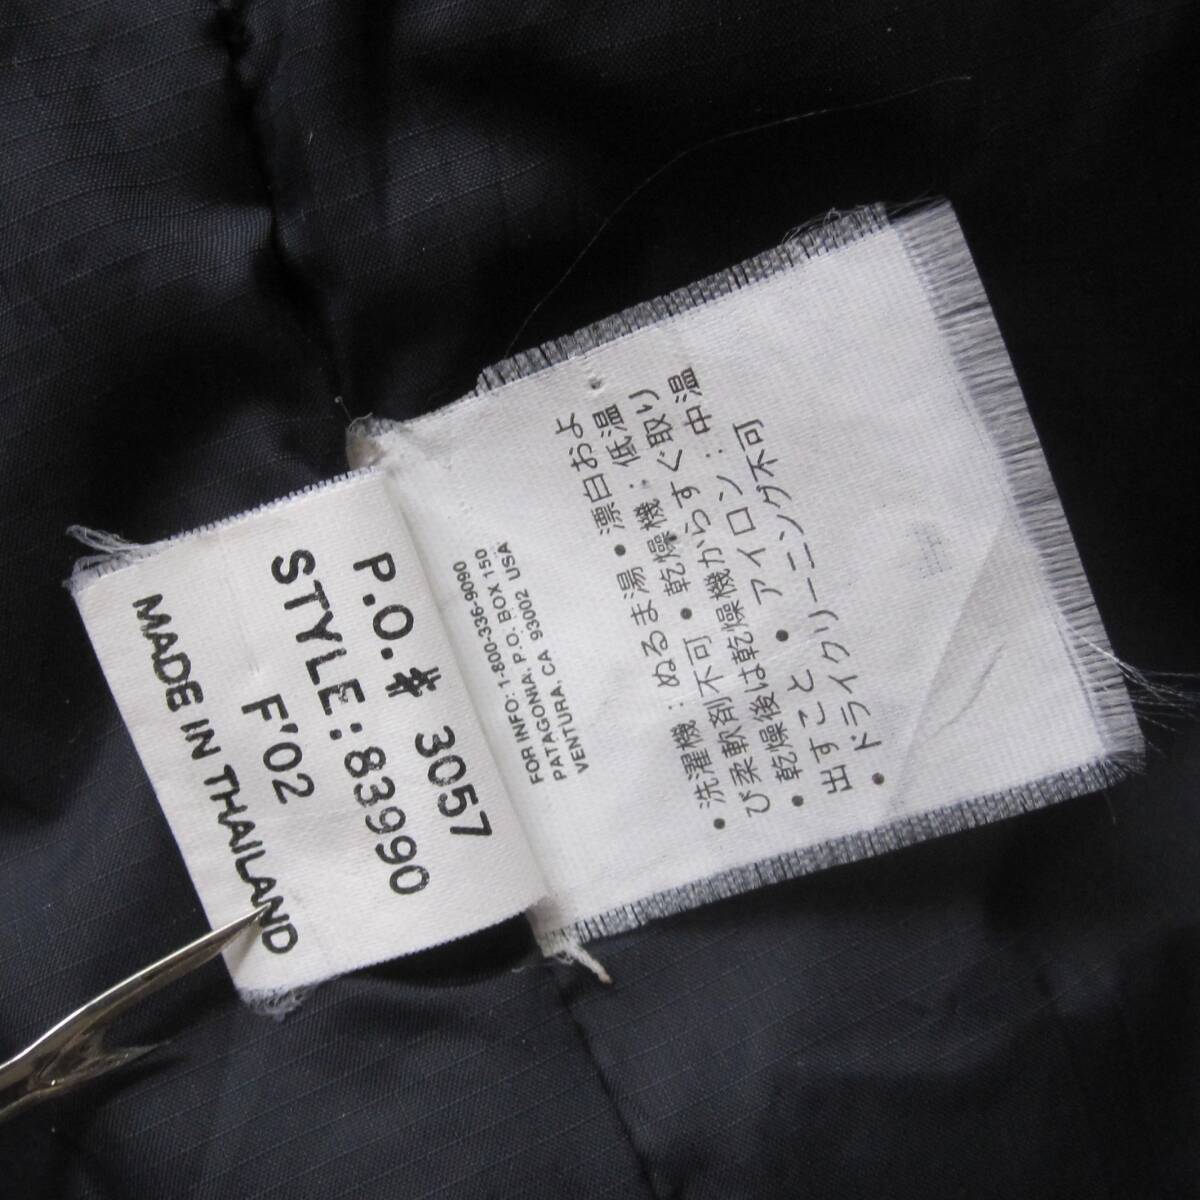 P.O.# 3057
STYLE:83990
F'02
MADE IN THAILAND
FOR INFO: 1-800-336-9090
PATAGONIA, P.O. BOX 150
VENTURA, CA 93002 USA
•洗濯機:ぬるま湯•漂白およ
び柔軟剤不可•乾燥機:低温
•乾燥後は乾燥機からすぐ取り
出すこと • アイロン:中温
•ドライクリーニング不可